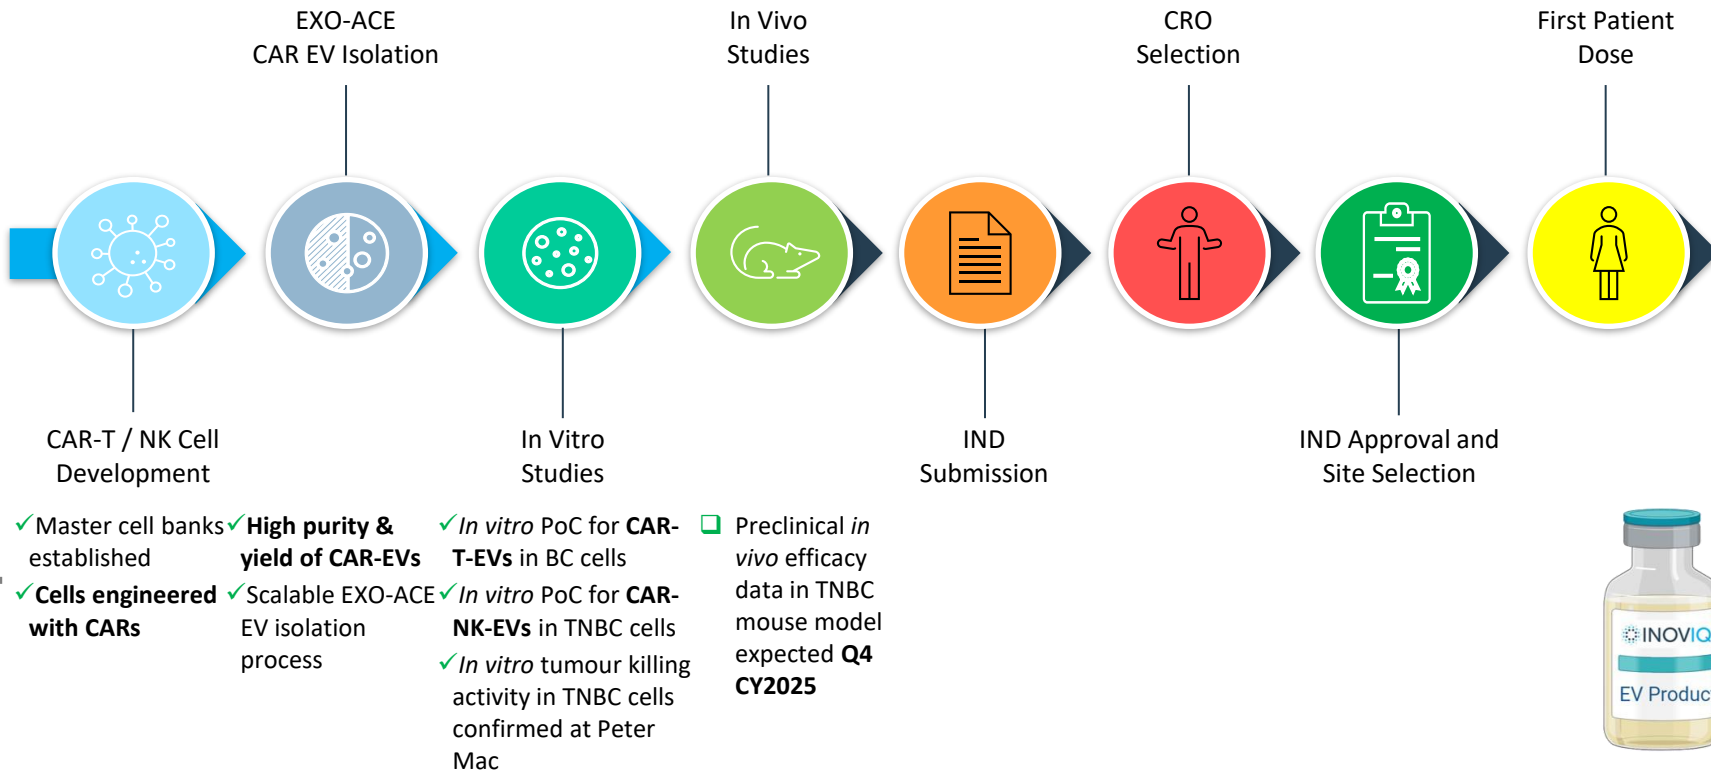 EXO-ACE
CAR EV Isolation
In Vivo
Studies
CRO
Selection
First Patient
Dose
CAR-T / NK Cell
Development
In Vitro
Studies
IND
Submission
IND Approval and
Site Selection
✓Master cell banks
established
✓Cells engineered
with CARs
✓High purity &
yield of CAR-EVs
✓Scalable EXO-ACE
EV isolation
process
✓In vitro PoC for CAR-
T-EVs in BC cells
✓In vitro PoC for CAR-
NK-EVs in TNBC cells
✓In vitro tumour killing
activity in TNBC cells
confirmed at Peter
Mac
❑ Preclinical in
vivo efficacy
data in TNBC
mouse model
expected Q4
CY2025
INOVIQ
EV Product